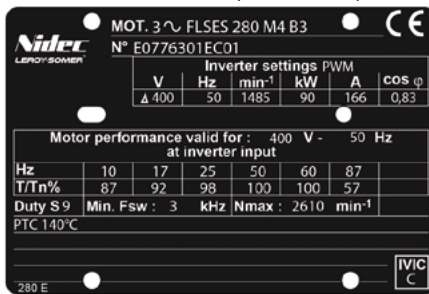 MOT. 3 ∿ FLSES 280 M4 B3
CE
Nidec
LEROY-SOMER
N° E0776301EC01
Inverter settings PWM
V Hz min-1 kW A cos φ
Δ 400 50 1485 90 166 0,83
Motor performance valid for : 400 V - 50 Hz
at inverter input
Hz 10 17 25 50 60 87
T/Tn% 87 92 98 100 100 57
Duty S9 Min. Fsw : 3 kHz Nmax : 2610 min-1
PTC 140°C
IVIC
C
280 E